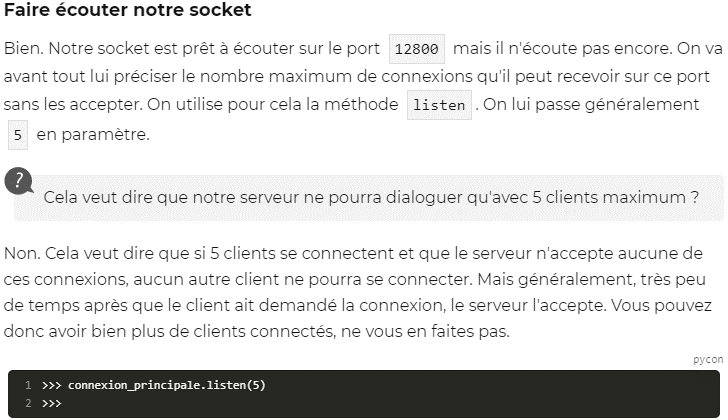 Faire écouter notre socket
Bien. Notre socket est prêt à écouter sur le port 12800 mais il n'écoute pas encore. On va
avant tout lui préciser le nombre maximum de connexions qu'il peut recevoir sur ce port
sans les accepter. On utilise pour cela la méthode listen. On lui passe généralement
5 en paramètre.
?
Cela veut dire que notre serveur ne pourra dialoguer qu'avec 5 clients maximum ?
Non. Cela veut dire que si 5 clients se connectent et que le serveur n'accepte aucune de
ces connexions, aucun autre client ne pourra se connecter. Mais généralement, très peu
de temps après que le client ait demandé la connexion, le serveur l'accepte. Vous pouvez
donc avoir bien plus de clients connectés, ne vous en faites pas.
pycon
1 >>> connexion_principale.listen(5)
2 >>>